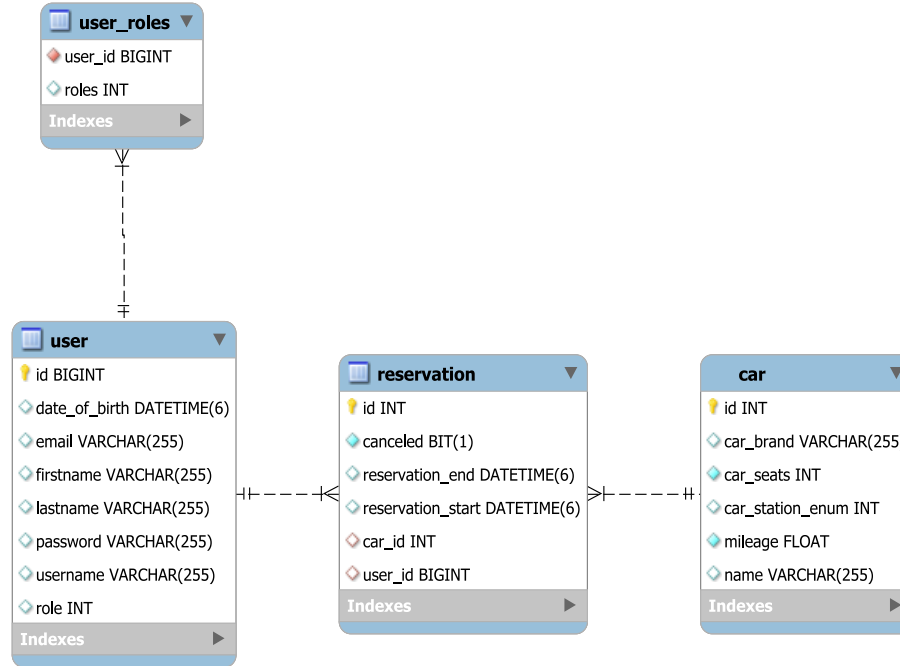 user_roles
user_id BIGINT
roles INT
Indexes
user
id BIGINT
date_of_birth DATETIME(6)
email VARCHAR(255)
firstname VARCHAR(255)
lastname VARCHAR(255)
password VARCHAR(255)
username VARCHAR(255)
role INT
Indexes
reservation
id INT
canceled BIT(1)
reservation_end DATETIME(6)
reservation_start DATETIME(6)
car_id INT
user_id BIGINT
Indexes
car
id INT
car_brand VARCHAR(255
car_seats INT
car_station_enum INT
mileage FLOAT
name VARCHAR(255)
Indexes